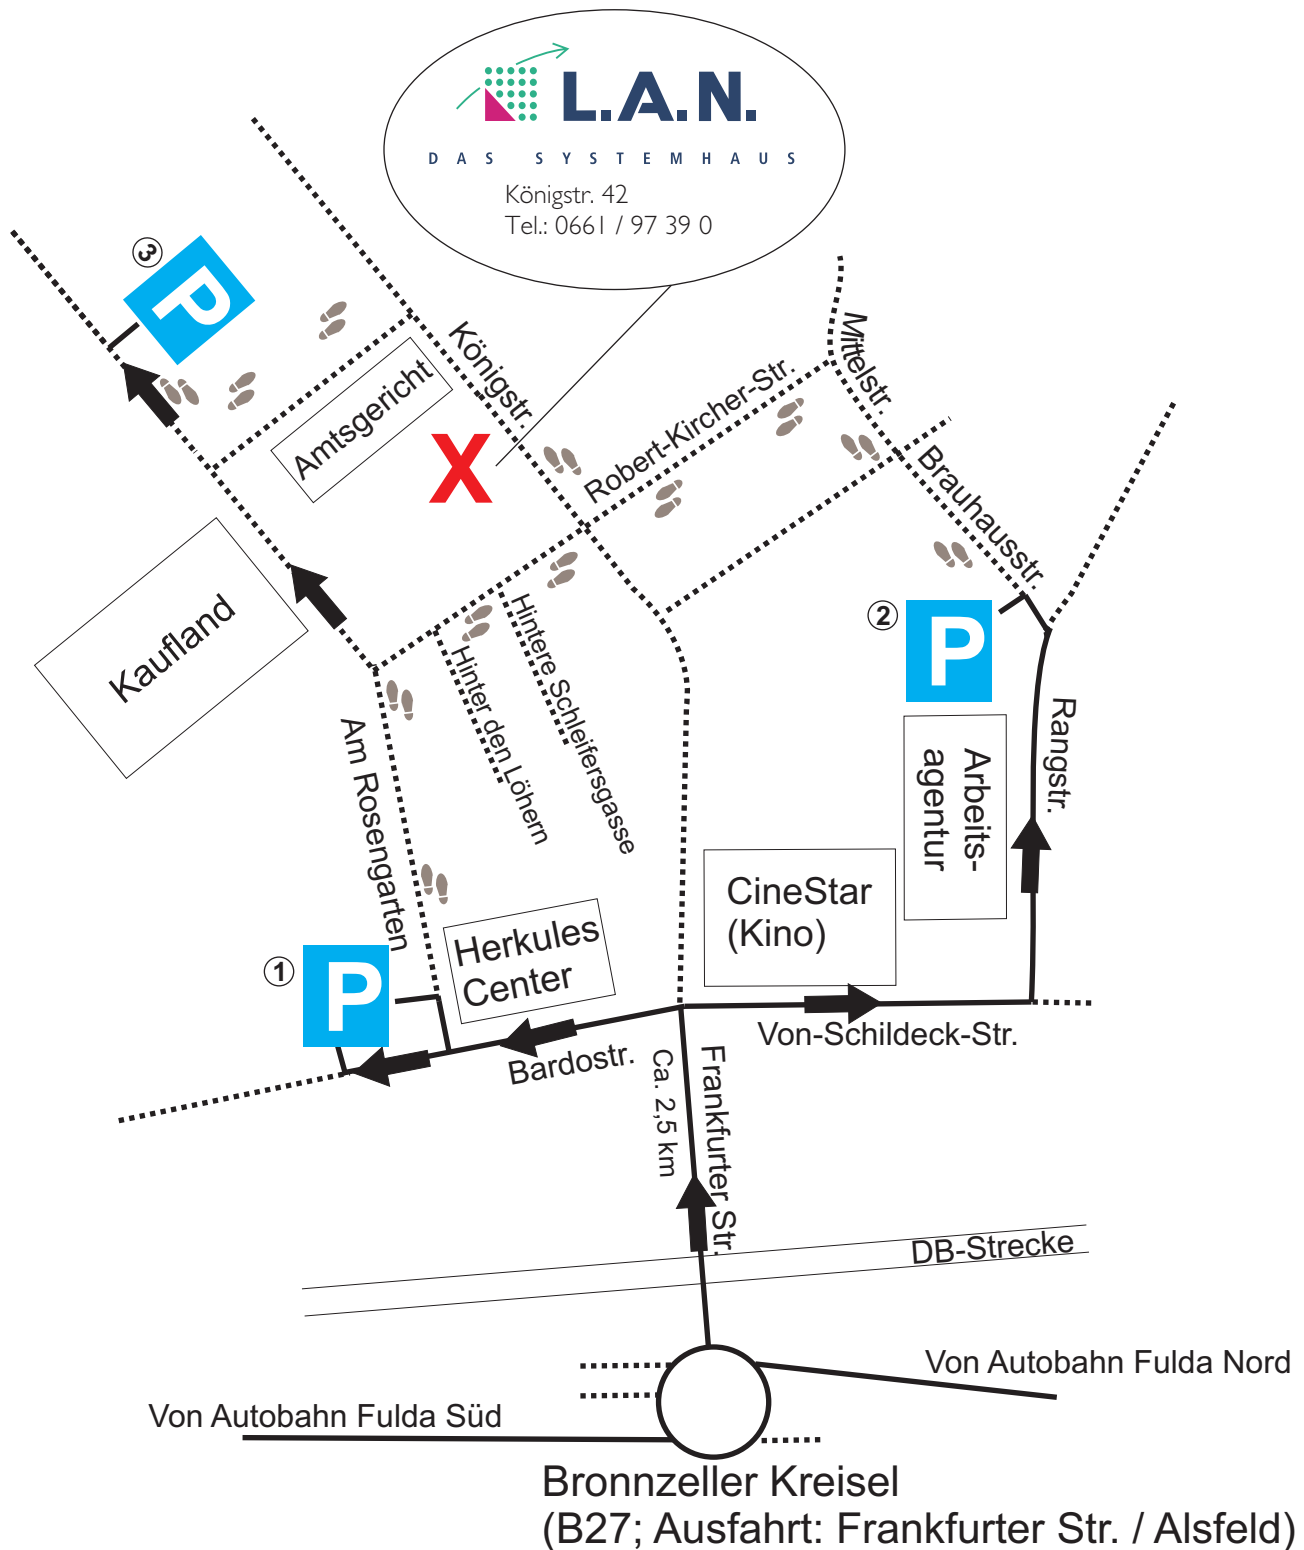 L.A.N.
DAS SYSTEMHAUS
Königstr. 42
Tel.: 0661 / 97 39 0
3
P
Königstr.
Amtsgericht
X
Mittelstr.
Robert-Kircher-Str.
Brauhausstr.
Kaufland
Hinter den Löhern
Hintere Schleifersgasse
2
P
Rangstr.
Arbeits-
agentur
Am Rosengarten
CineStar
(Kino)
Herkules
Center
1
P
Bardostr.
Von-Schildeck-Str.
Ca. 2,5 km
Frankfurter Str.
DB-Strecke
Von Autobahn Fulda Nord
Von Autobahn Fulda Süd
Bronnzeller Kreisel
(B27; Ausfahrt: Frankfurter Str. / Alsfeld)